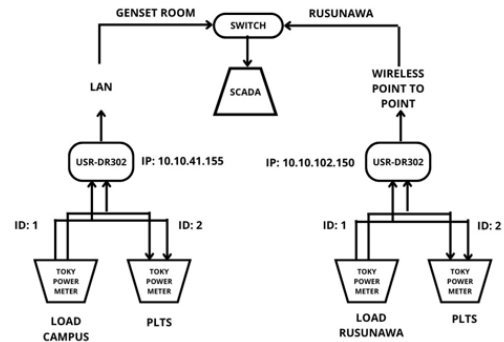 GENSET ROOM
SWITCH
RUSUNAWA
SCADA
LAN
WIRELESS
POINT TO
POINT
USR-DR302
IP: 10.10.41.155
IP: 10.10.102.150
USR-DR302
ID: 1
ID: 2
ID: 1
ID: 2
TOKY
POWER
METER
TOKY
POWER
METER
TOKY
POWER
METER
TOKY
POWER
METER
LOAD
CAMPUS
PLTS
LOAD
RUSUNAWA
PLTS